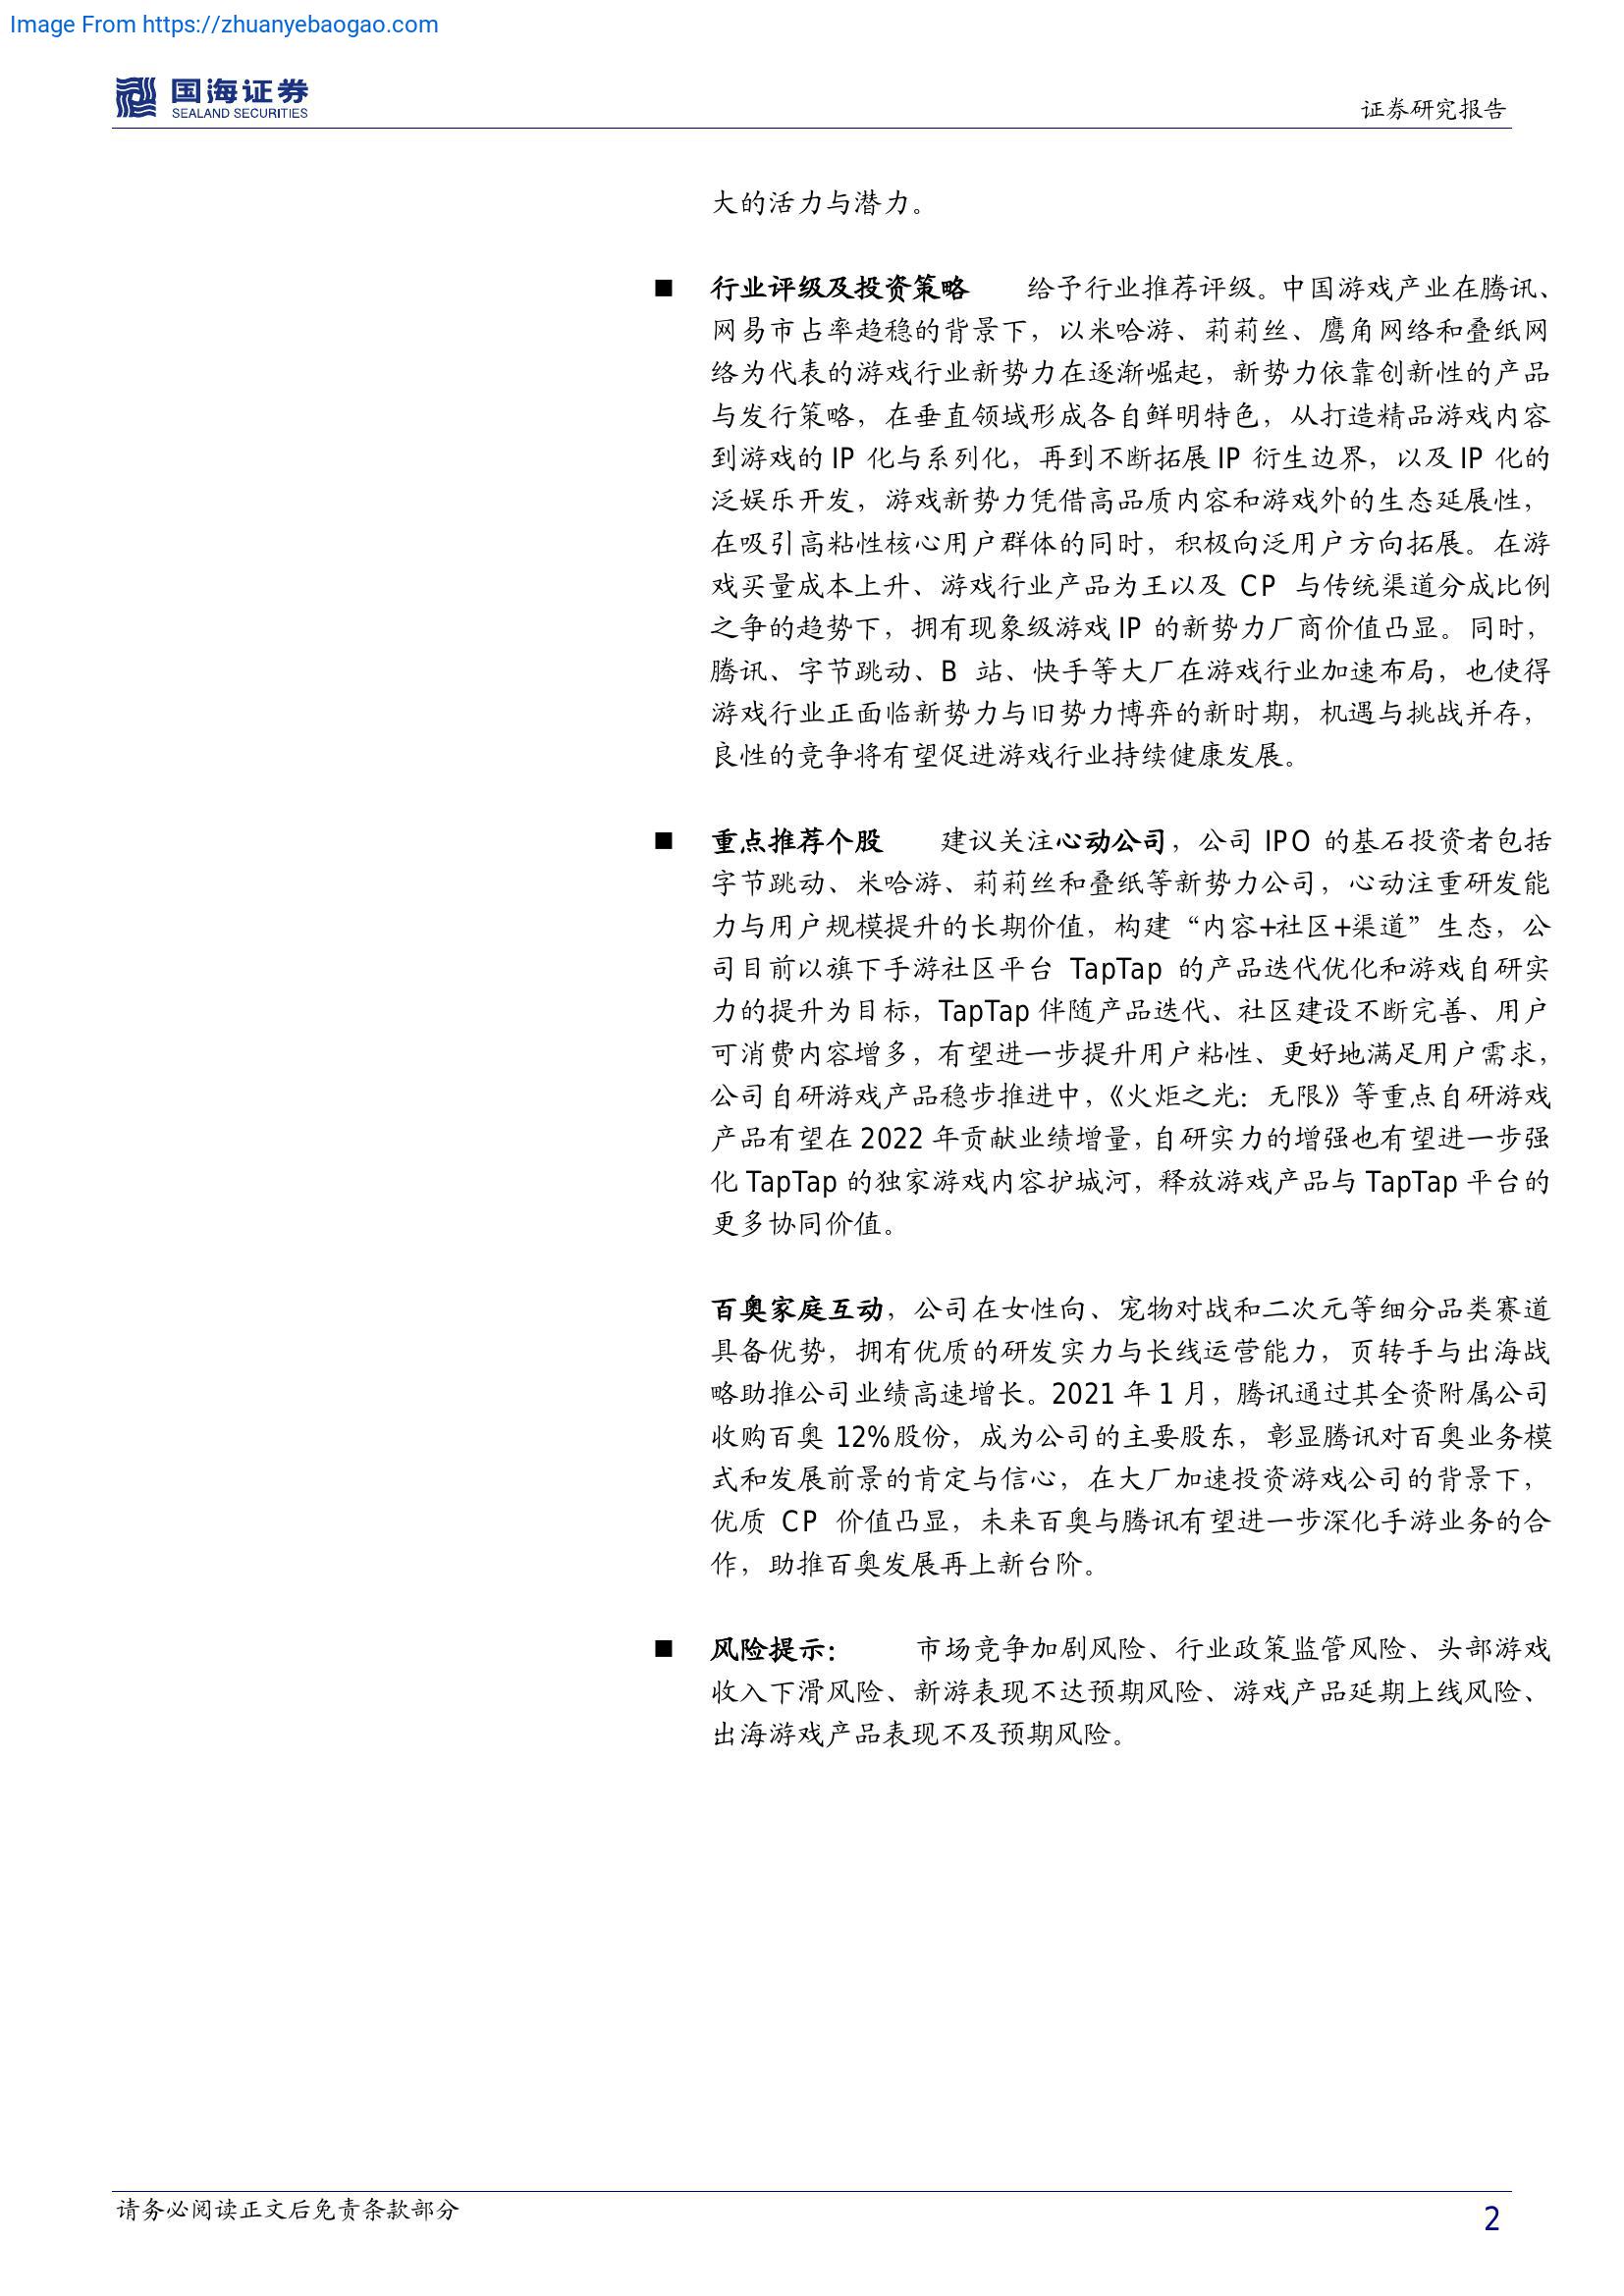 Image From https://zhuanyebaogao.com
国海证券
SEALAND SECURITIES
证券研究报告
大的活力与潜力。
■ 行业评级及投资策略 给予行业推荐评级。中国游戏产业在腾讯、
网易市占率趋稳的背景下，以米哈游、莉莉丝、鹰角网络和叠纸网
络为代表的游戏行业新势力在逐渐崛起，新势力依靠创新性的产品
与发行策略，在垂直领域形成各自鲜明特色，从打造精品游戏内容
到游戏的 IP 化与系列化，再到不断拓展 IP 衍生边界，以及 IP 化的
泛娱乐开发，游戏新势力凭借高品质内容和游戏外的生态延展性，
在吸引高粘性核心用户群体的同时，积极向泛用户方向拓展。在游
戏买量成本上升、游戏行业产品为王以及 CP 与传统渠道分成比例
之争的趋势下，拥有现象级游戏 IP 的新势力厂商价值凸显。同时，
腾讯、字节跳动、B 站、快手等大厂在游戏行业加速布局，也使得
游戏行业正面临新势力与旧势力博弈的新时期，机遇与挑战并存，
良性的竞争将有望促进游戏行业持续健康发展。
■ 重点推荐个股 建议关注心动公司，公司 IPO 的基石投资者包括
字节跳动、米哈游、莉莉丝和叠纸等新势力公司，心动注重研发能
力与用户规模提升的长期价值，构建“内容+社区+渠道”生态，公
司目前以旗下手游社区平台 TapTap 的产品迭代优化和游戏自研实
力的提升为目标，TapTap 伴随产品迭代、社区建设不断完善、用户
可消费内容增多，有望进一步提升用户粘性、更好地满足用户需求，
公司自研游戏产品稳步推进中，《火炬之光：无限》等重点自研游戏
产品有望在 2022 年贡献业绩增量，自研实力的增强也有望进一步强
化 TapTap 的独家游戏内容护城河，释放游戏产品与 TapTap 平台的
更多协同价值。
百奥家庭互动，公司在女性向、宠物对战和二次元等细分品类赛道
具备优势，拥有优质的研发实力与长线运营能力，页转手与出海战
略助推公司业绩高速增长。2021 年 1 月，腾讯通过其全资附属公司
收购百奥 12%股份，成为公司的主要股东，彰显腾讯对百奥业务模
式和发展前景的肯定与信心，在大厂加速投资游戏公司的背景下，
优质 CP 价值凸显，未来百奥与腾讯有望进一步深化手游业务的合
作，助推百奥发展再上新台阶。
■ 风险提示： 市场竞争加剧风险、行业政策监管风险、头部游戏
收入下滑风险、新游表现不达预期风险、游戏产品延期上线风险、
出海游戏产品表现不及预期风险。
请务必阅读正文后免责条款部分
2